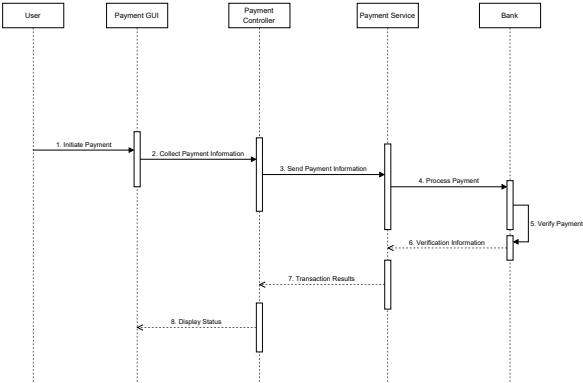 User
Payment GUI
Payment
Controller
Payment Service
Bank
1. Initiate Payment
2. Collect Payment Information
3. Send Payment Information
4. Process Payment
5. Verify Payment
6. Verification Information
7. Transaction Results
8. Display Status